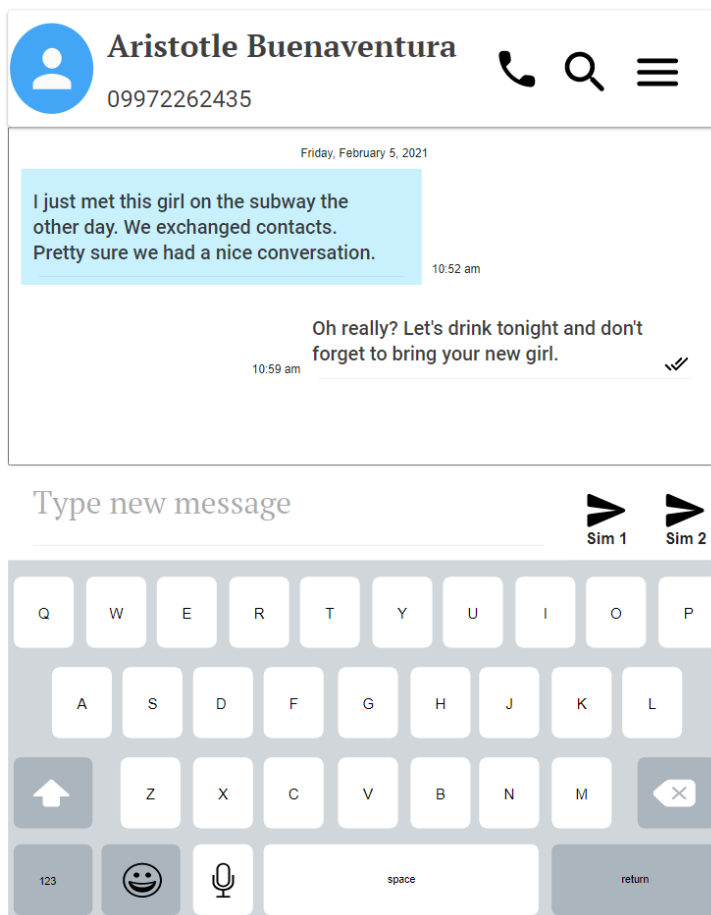 Aristotle Buenaventura
09972262435
Friday, February 5, 2021
I just met this girl on the subway the
other day. We exchanged contacts.
Pretty sure we had a nice conversation.
10:52 am
Oh really? Let's drink tonight and don't
forget to bring your new girl.
10:59 am
Type new message
Sim 1 Sim 2
Q W E R T Y U I O P
A S D F G H J K L
Z X C V B N M
123 space return